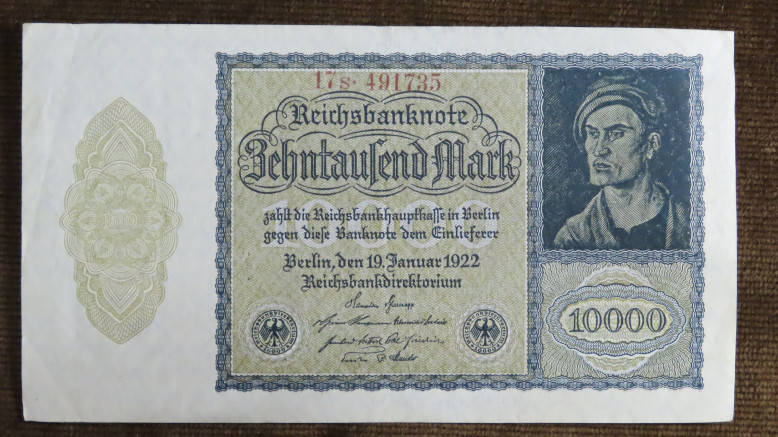 17s· 491735
Reichsbanknote
Zehntausend Mark
zahlt die Reichsbankhauptkasse in Berlin
gegen diese Banknote dem Einlieferer
Berlin, den 19. Januar 1922
Reichsbankdirektorium
10000
10000